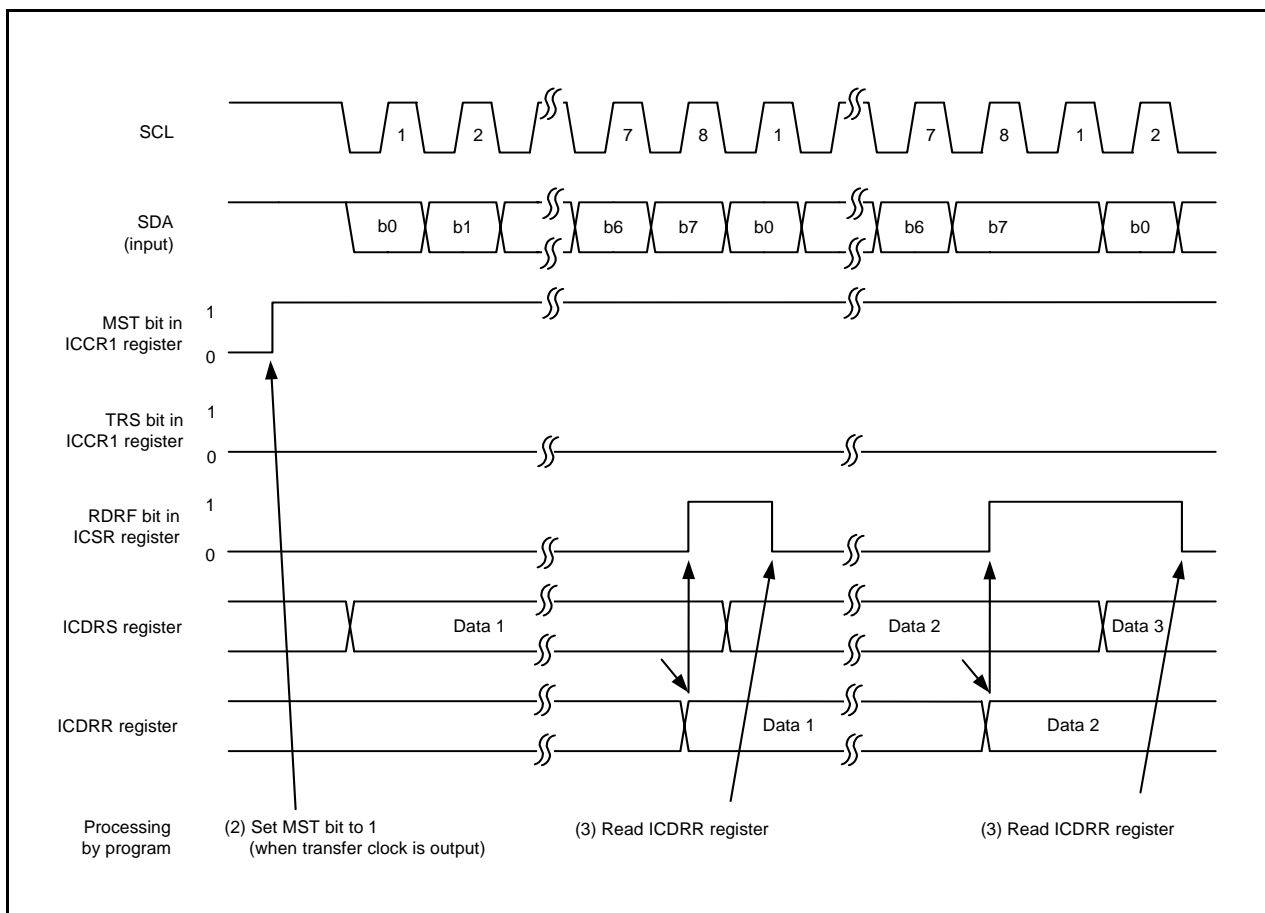 SCL
1 2 7 8 1 7 8 1 2
SDA
(input)
b0 b1 b6 b7 b0 b6 b7 b0
MST bit in
ICCR1 register
1
0
TRS bit in
ICCR1 register
1
0
RDRF bit in
ICSR register
1
0
ICDRS register
Data 1 Data 2 Data 3
ICDRR register
Data 1 Data 2
Processing
by program
(2) Set MST bit to 1
(when transfer clock is output)
(3) Read ICDRR register
(3) Read ICDRR register